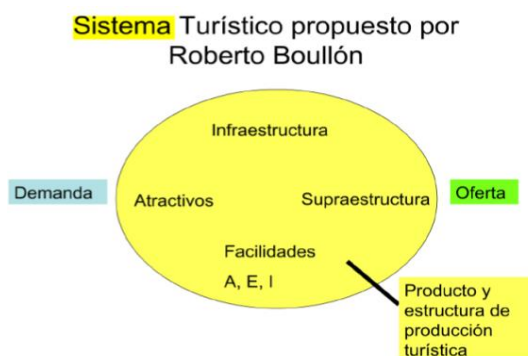 Sistema Turístico propuesto por
Roberto Boullón
Infraestructura
Demanda
Atractivos
Supraestructura
Oferta
Facilidades
A, E, I
Producto y
estructura de
producción
turística